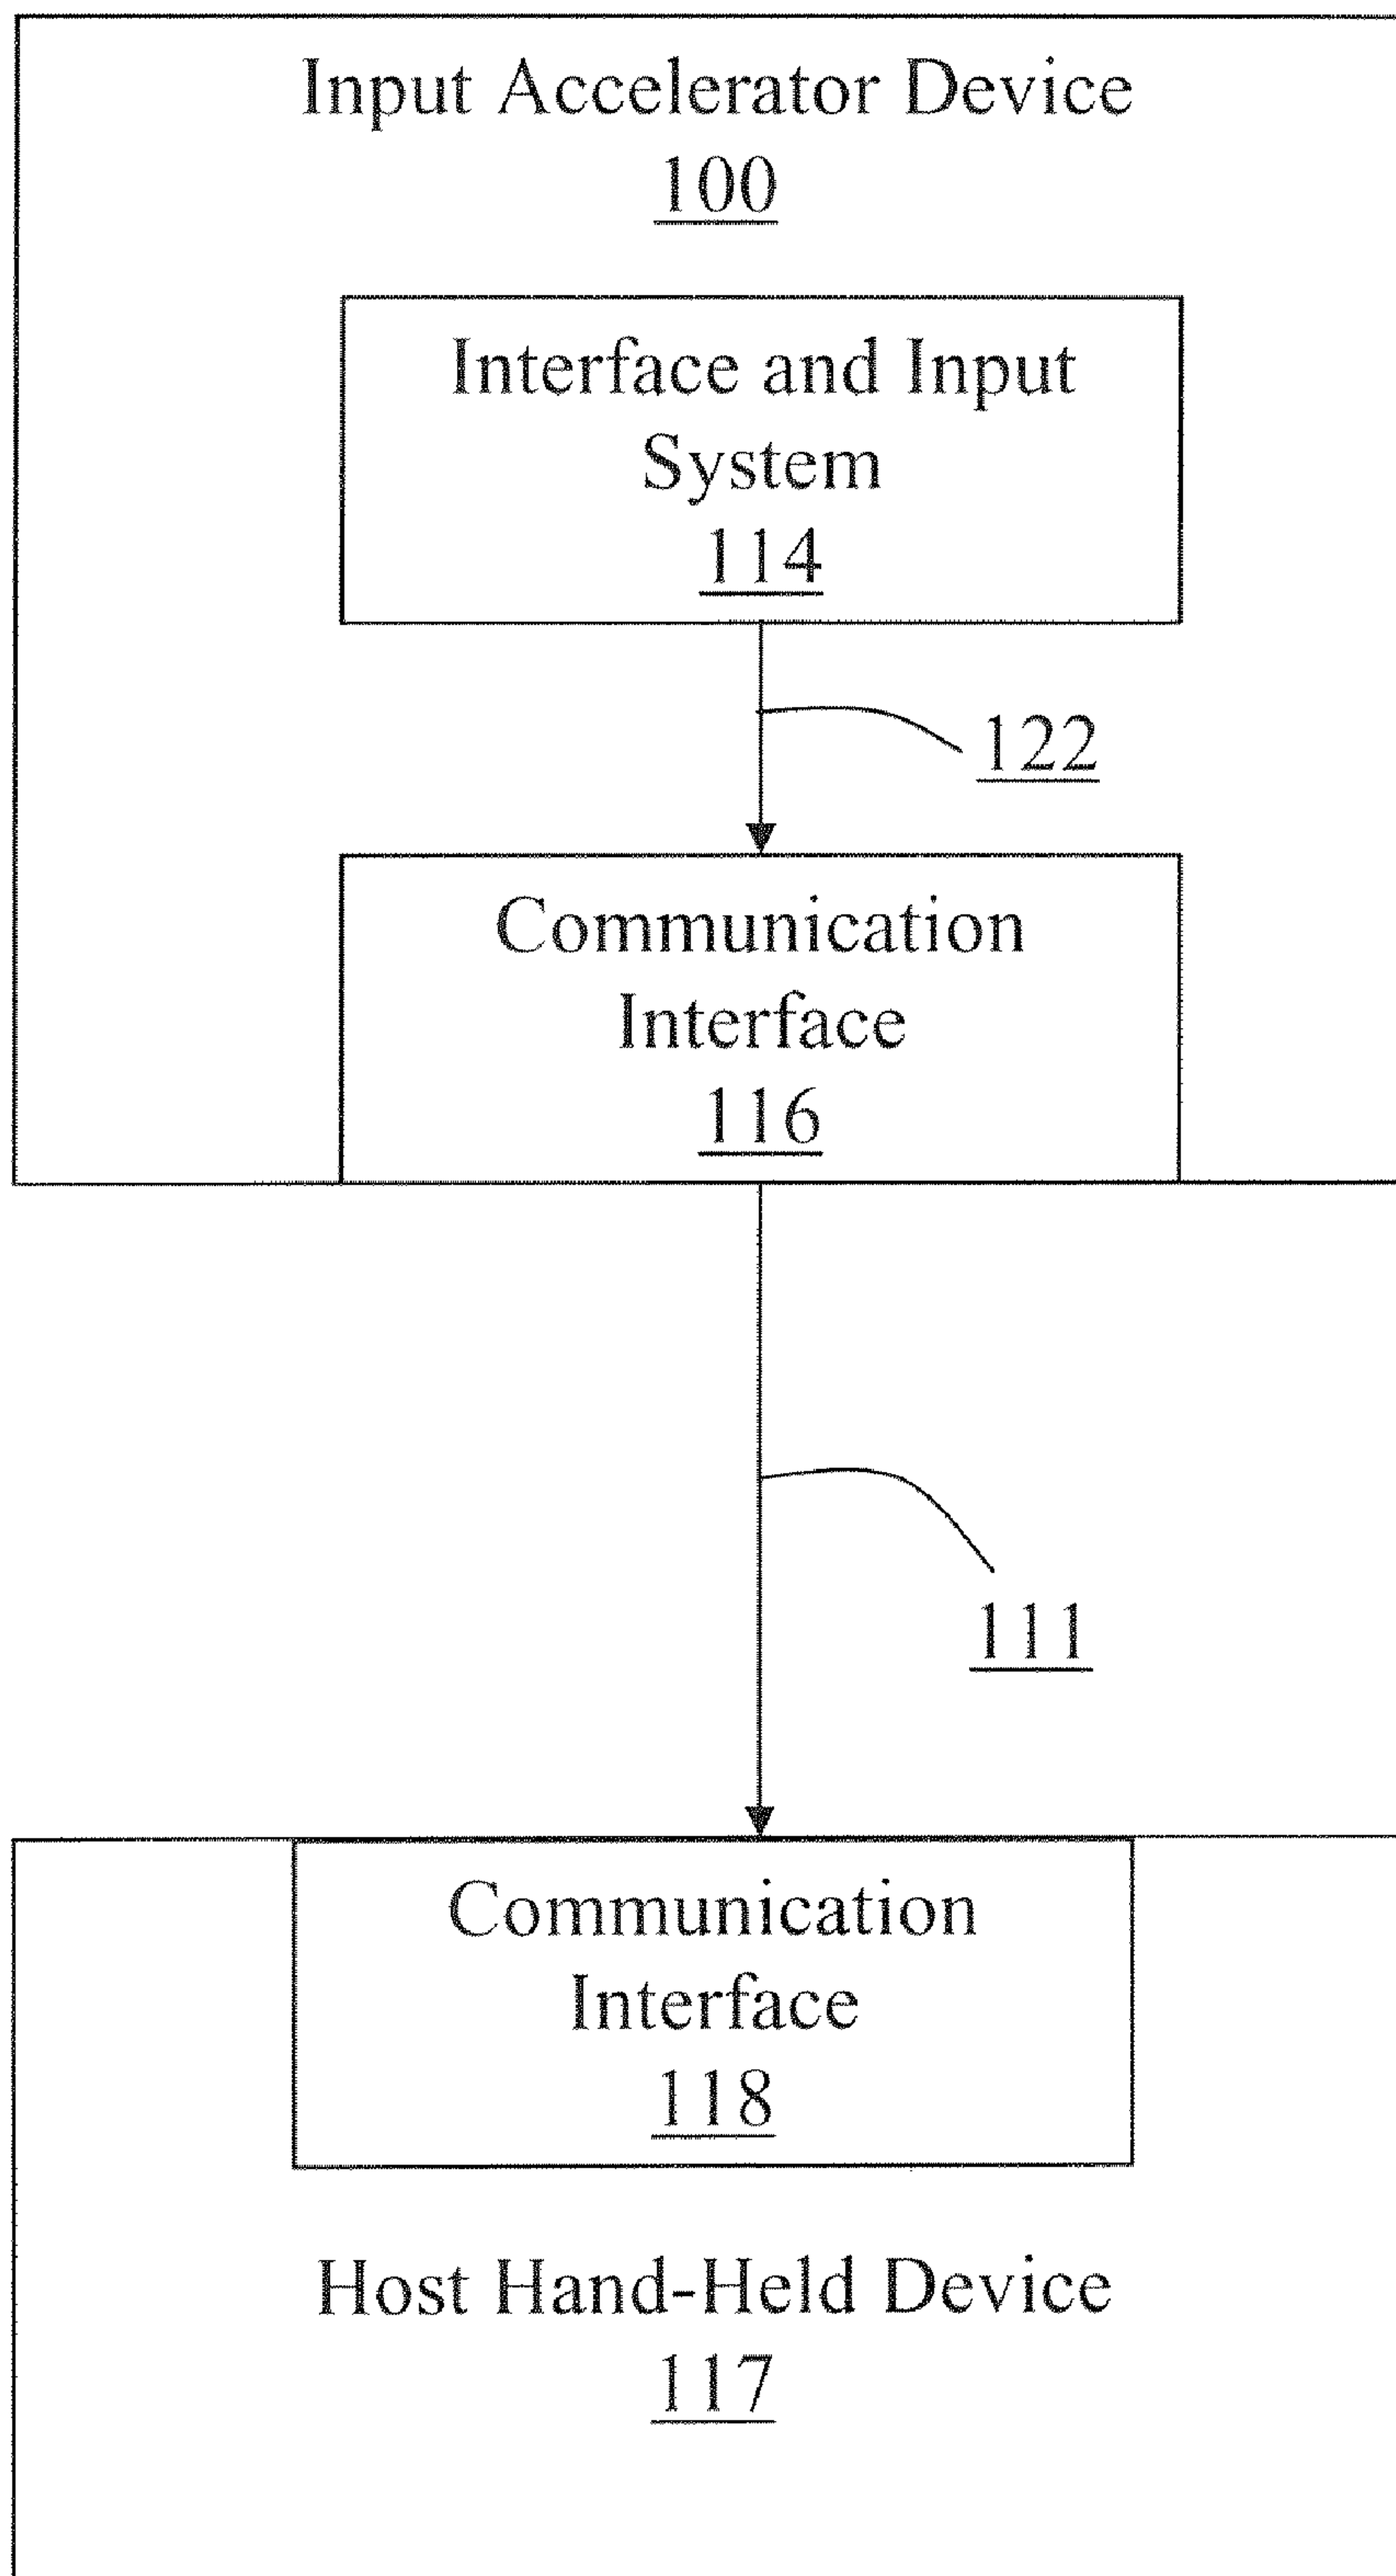 Input Accelerator Device
100
Interface and Input
System
114
122
Communication
Interface
116
111
Communication
Interface
118
Host Hand-Held Device
117